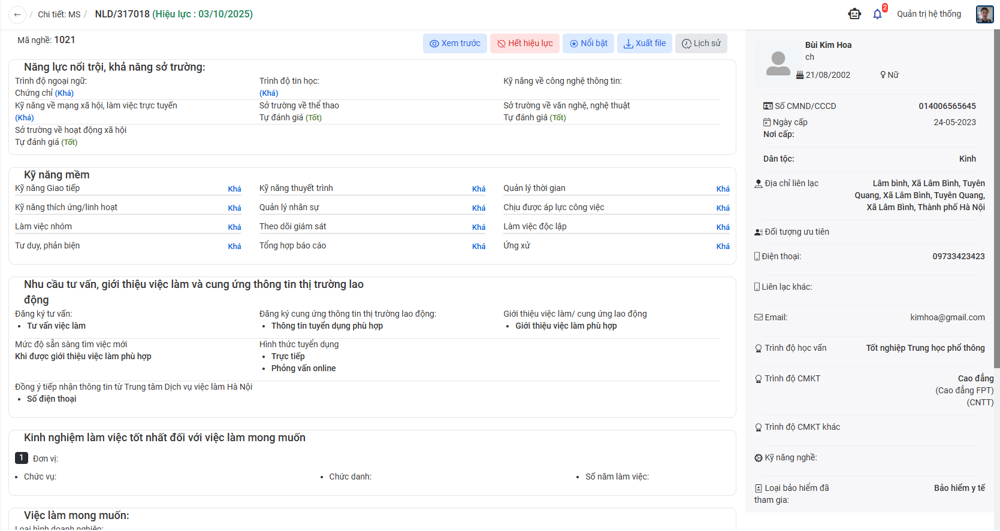 Chi tiết: MS / NLD/317018 (Hiệu lực : 03/10/2025)
2
Quản trị hệ thống
Mã nghề: 1021
Xem trước
Hết hiệu lực
Nổi bật
Xuất file
Lịch sử
Năng lực nổi trội, khả năng sở trường:
Trình độ ngoại ngữ:
Chứng chỉ (Khá)
Trình độ tin học:
(Khá)
Kỹ năng về công nghệ thông tin:
Kỹ năng về mạng xã hội, làm việc trực tuyến
(Khá)
Sở trường về thể thao
Tự đánh giá (Tốt)
Sở trường về văn nghệ, nghệ thuật
Tự đánh giá (Tốt)
Sở trường về hoạt động xã hội
Tự đánh giá (Tốt)
Kỹ năng mềm
Kỹ năng Giao tiếp Khá
Kỹ năng thuyết trình Khá
Quản lý thời gian Khá
Kỹ năng thích ứng/linh hoạt Khá
Quản lý nhân sự Khá
Chịu được áp lực công việc Khá
Làm việc nhóm Khá
Theo dõi giám sát Khá
Làm việc độc lập Khá
Tư duy, phản biện Khá
Tổng hợp báo cáo Khá
Ứng xử Khá
Nhu cầu tư vấn, giới thiệu việc làm và cung ứng thông tin thị trường lao
động
Đăng ký tư vấn:
• Tư vấn việc làm
Đăng ký cung ứng thông tin thị trường lao động:
• Thông tin tuyển dụng phù hợp
Giới thiệu việc làm/ cung ứng lao động
• Giới thiệu việc làm phù hợp
Mức độ sẵn sàng tìm việc mới
Khi được giới thiệu việc làm phù hợp
Hình thức tuyển dụng
• Trực tiếp
• Phỏng vấn online
Đồng ý tiếp nhận thông tin từ Trung tâm Dịch vụ việc làm Hà Nội
• Số điện thoại
Kinh nghiệm làm việc tốt nhất đối với việc làm mong muốn
1 Đơn vị:
• Chức vụ:
• Chức danh:
• Số năm làm việc:
Việc làm mong muốn:
Loại hình doanh nghiệp:
Bùi Kim Hoa
ch
21/08/2002
Nữ
Số CMND/CCCD 014006565645
Ngày cấp 24-05-2023
Nơi cấp:
Dân tộc: Kinh
Địa chỉ liên lạc Lâm bình, Xã Lâm Bình, Tuyên
Quang, Xã Lâm Bình, Tuyên Quang,
Xã Lâm Bình, Thành phố Hà Nội
Đối tượng ưu tiên
Điện thoại: 09733423423
Liên lạc khác:
Email: kimhoa@gmail.com
Trình độ học vấn Tốt nghiệp Trung học phổ thông
Trình độ CMKT Cao đẳng
(Cao đẳng FPT)
(CNTT)
Trình độ CMKT khác
Kỹ năng nghề:
Loại bảo hiểm đã Bảo hiểm y tế
tham gia: